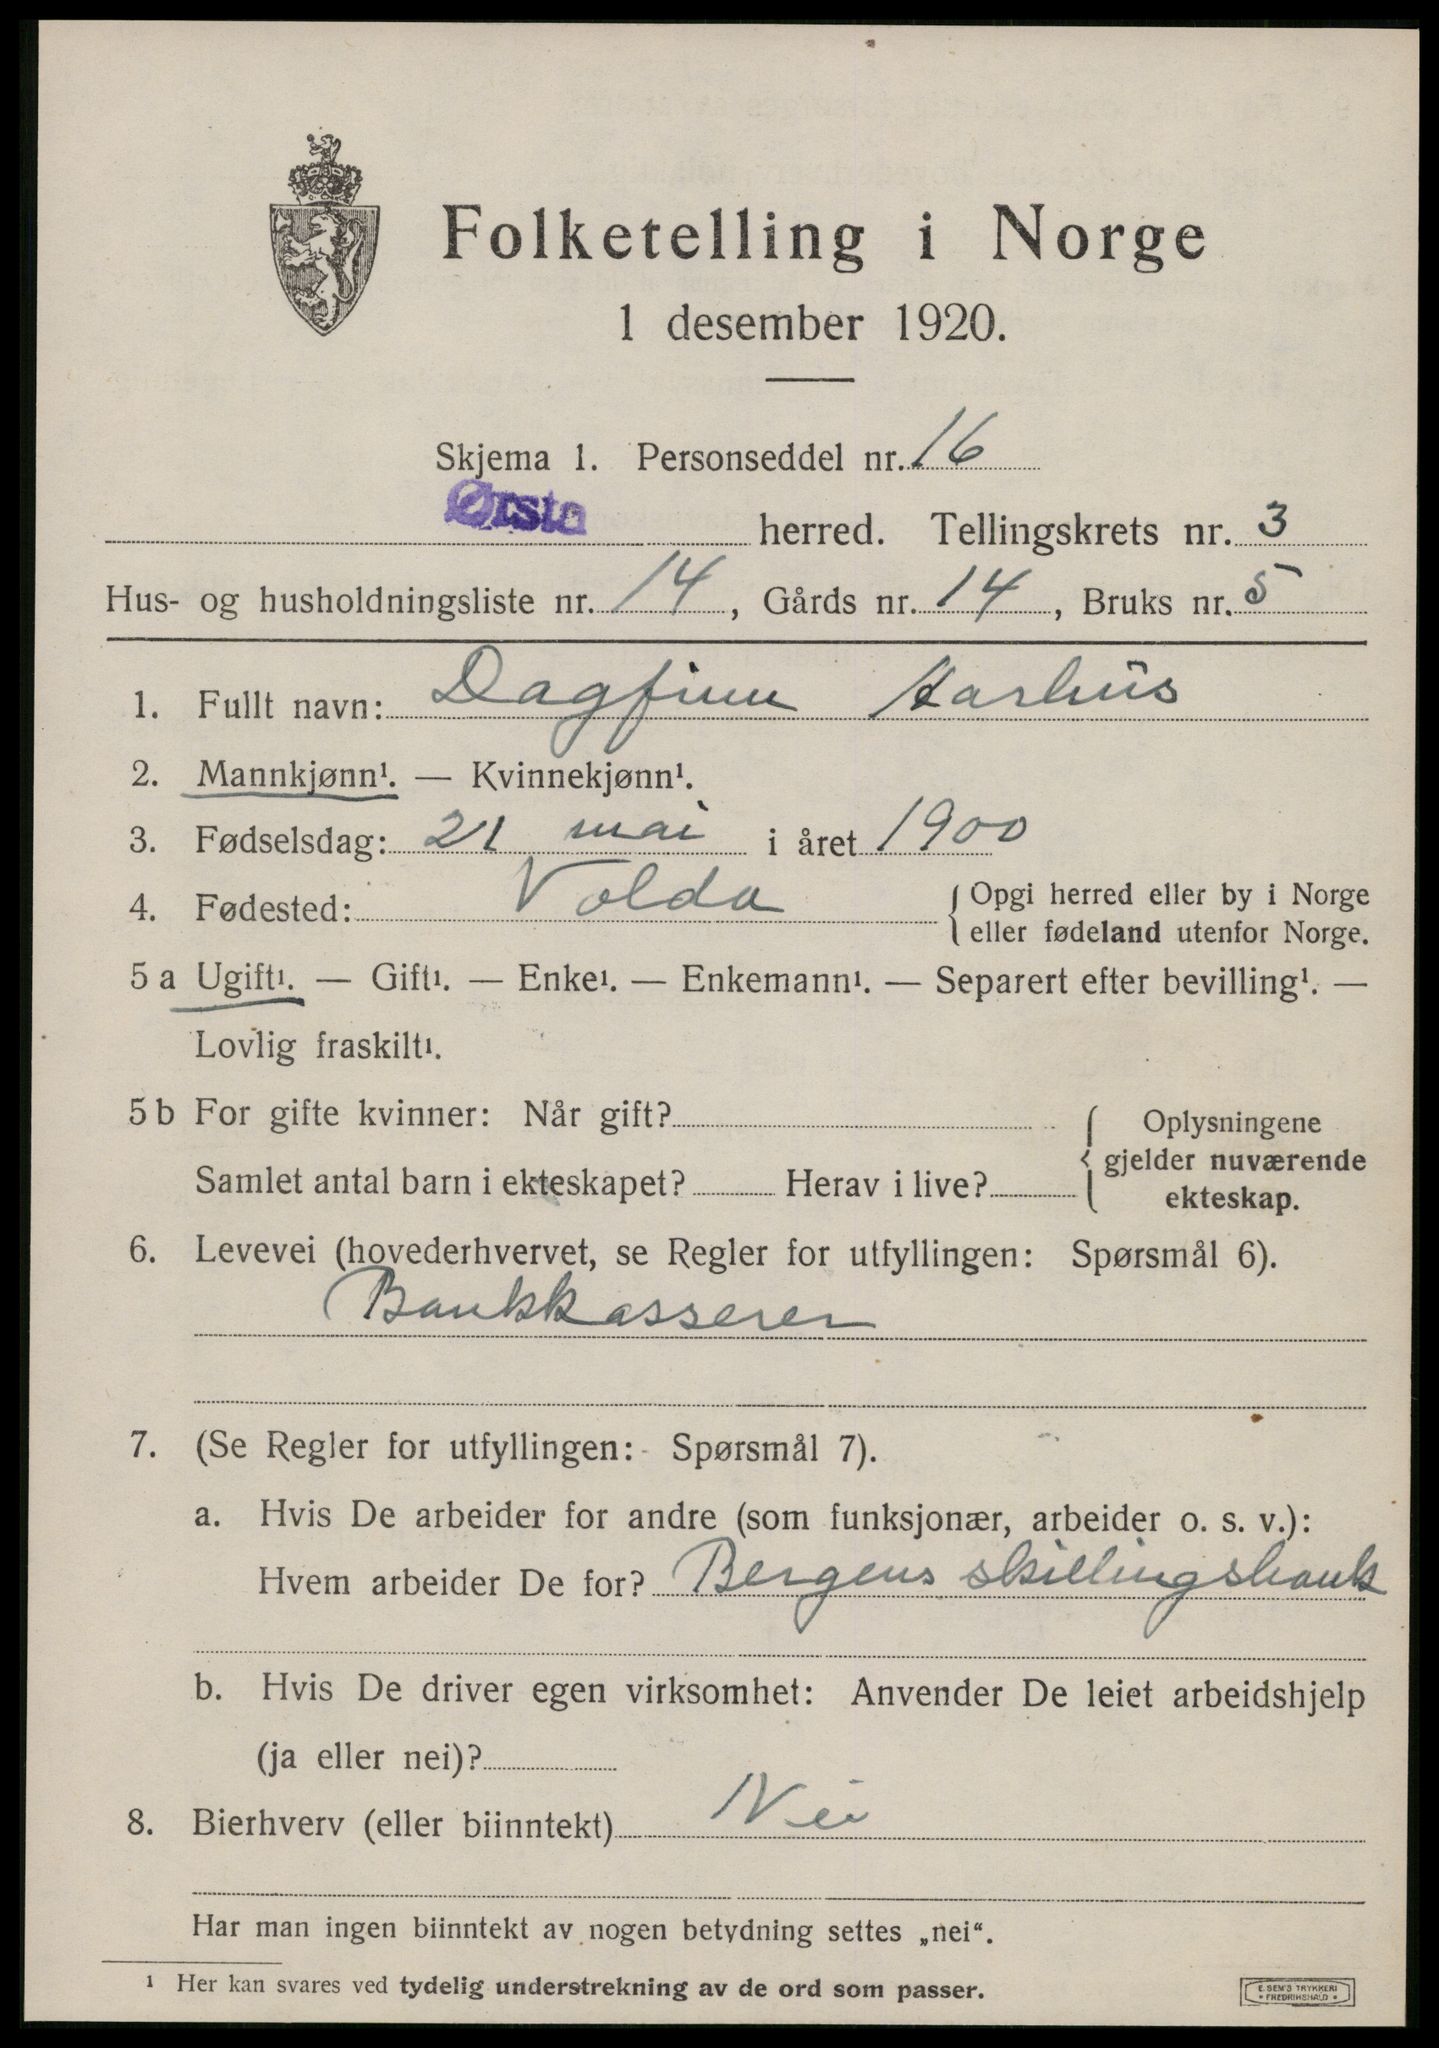 Folketelling i Norge
1 desember 1920.
Skjema 1. Personseddel nr. 16
Ørsta herred. Tellingskrets nr. 3
Hus- og husholdningsliste nr. 14, Gårds nr. 14, Bruks nr. 5
1. Fullt navn: Dagfinn Aarhus
2. Mannkjønn¹. — Kvinnekjønn¹.
3. Fødselsdag: 21 mai i året 1900
4. Fødested: Volda { Opgi herred eller by i Norge
eller fødeland utenfor Norge.
5 a Ugift¹. — Gift¹. — Enke¹. — Enkemann¹. — Separert efter bevilling¹. —
Lovlig fraskilt¹.
5 b For gifte kvinner: Når gift?
Samlet antal barn i ekteskapet? Herav i live?
{ Oplysningene
gjelder nuværende
ekteskap.
6. Levevei (hovederhvervet, se Regler for utfyllingen: Spørsmål 6).
Bankkasserer
7. (Se Regler for utfyllingen: Spørsmål 7).
a. Hvis De arbeider for andre (som funksjonær, arbeider o. s. v.):
Hvem arbeider De for? Bergens skillingsbank
b. Hvis De driver egen virksomhet: Anvender De leiet arbeidshjelp
(ja eller nei)?
8. Bierhverv (eller biinntekt) Nei
Har man ingen biinntekt av nogen betydning settes „nei“.
¹ Her kan svares ved tydelig understrekning av de ord som passer.
E. SEM'S TRYKKERI
• FREDRIKSHALD •